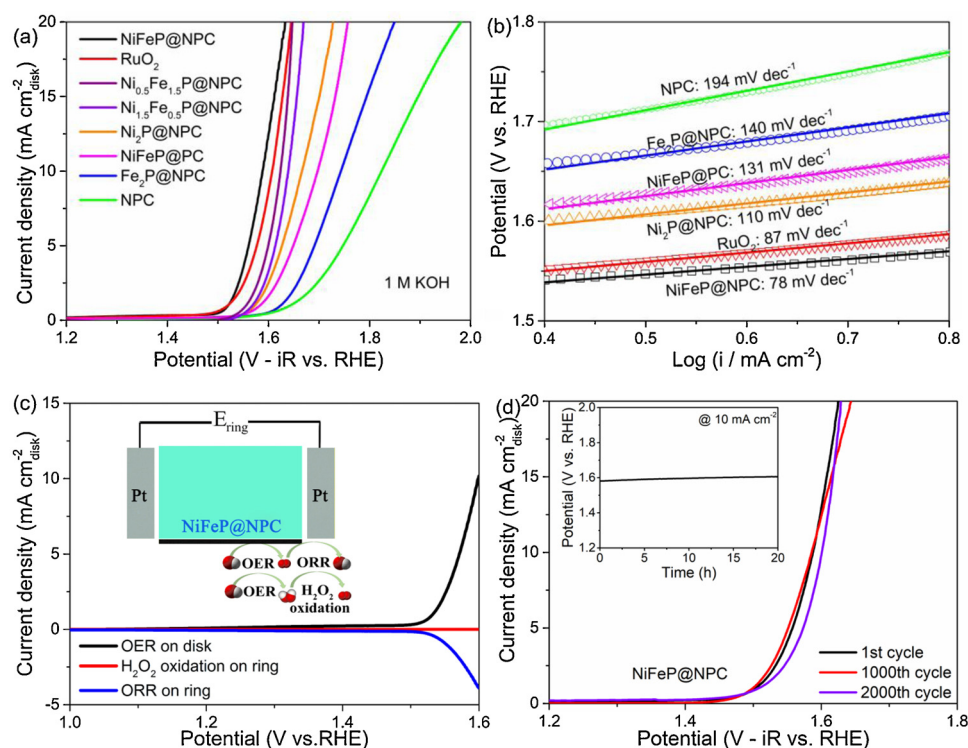 (a)
Current density (mA cm⁻²disk)
20
15
10
5
0
NiFeP@NPC
RuO₂
Ni₀.₅Fe₁.₅P@NPC
Ni₁.₅Fe₀.₅P@NPC
Ni₂P@NPC
NiFeP@PC
Fe₂P@NPC
NPC
1 M KOH
1.2 1.4 1.6 1.8 2.0
Potential (V - iR vs. RHE)
(b)
Potential (V vs. RHE)
1.8
1.7
1.6
1.5
NPC: 194 mV dec⁻¹
Fe₂P@NPC: 140 mV dec⁻¹
NiFeP@PC: 131 mV dec⁻¹
Ni₂P@NPC: 110 mV dec⁻¹
RuO₂: 87 mV dec⁻¹
NiFeP@NPC: 78 mV dec⁻¹
0.4 0.5 0.6 0.7 0.8
Log (i / mA cm⁻²)
(c)
Current density (mA cm⁻²disk)
15
10
5
0
-5
Ering
Pt
Pt
NiFeP@NPC
OER ORR
OER H₂O₂
oxidation
OER on disk
H₂O₂ oxidation on ring
ORR on ring
1.0 1.2 1.4 1.6
Potential (V vs.RHE)
(d)
Current density (mA cm⁻²disk)
20
15
10
5
0
Potential (V vs. RHE)
2.0
1.8
1.6
1.4
1.2
@ 10 mA cm⁻²
0 5 10 15 20
Time (h)
NiFeP@NPC
1st cycle
1000th cycle
2000th cycle
1.2 1.4 1.6 1.8
Potential (V - iR vs. RHE)